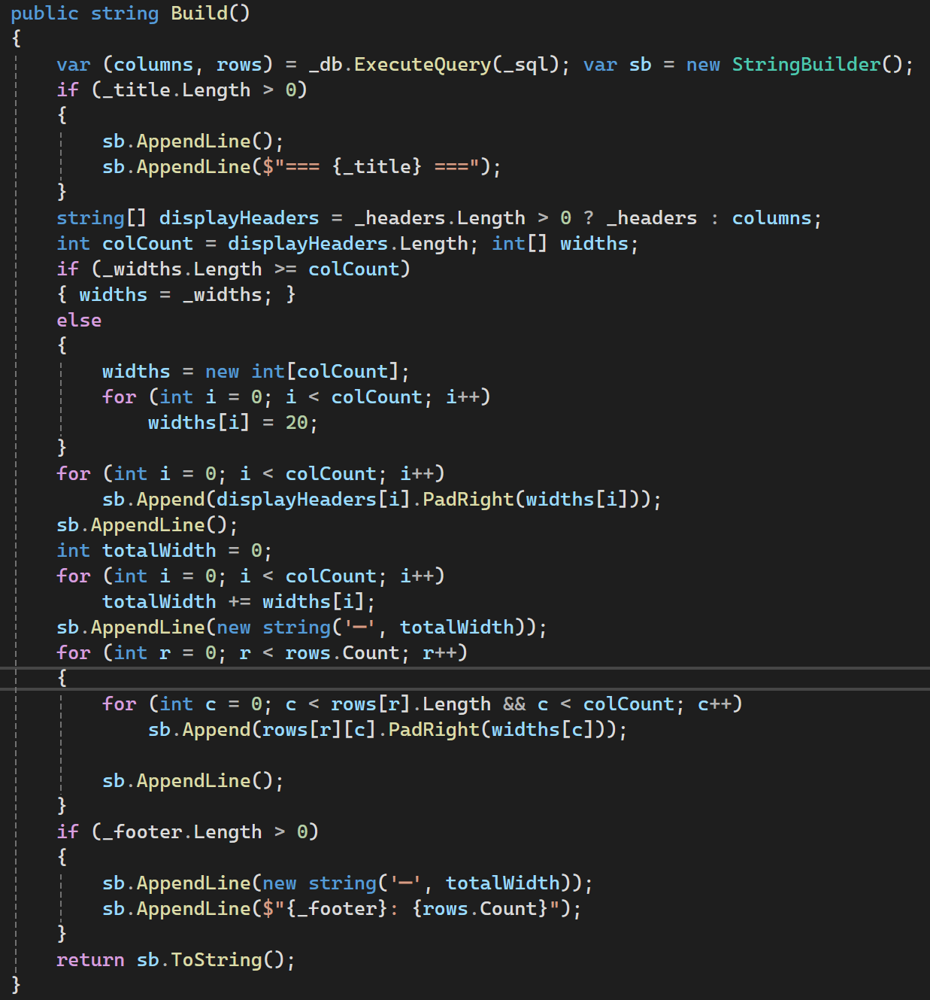 public string Build()
{
    var (columns, rows) = _db.ExecuteQuery(_sql); var sb = new StringBuilder();
    if (_title.Length > 0)
    {
        sb.AppendLine();
        sb.AppendLine($"=== {_title} ===");
    }
    string[] displayHeaders = _headers.Length > 0 ? _headers : columns;
    int colCount = displayHeaders.Length; int[] widths;
    if (_widths.Length >= colCount)
    { widths = _widths; }
    else
    {
        widths = new int[colCount];
        for (int i = 0; i < colCount; i++)
            widths[i] = 20;
    }
    for (int i = 0; i < colCount; i++)
        sb.Append(displayHeaders[i].PadRight(widths[i]));
    sb.AppendLine();
    int totalWidth = 0;
    for (int i = 0; i < colCount; i++)
        totalWidth += widths[i];
    sb.AppendLine(new string('─', totalWidth));
    for (int r = 0; r < rows.Count; r++)
    {
        for (int c = 0; c < rows[r].Length && c < colCount; c++)
            sb.Append(rows[r][c].PadRight(widths[c]));

        sb.AppendLine();
    }
    if (_footer.Length > 0)
    {
        sb.AppendLine(new string('─', totalWidth));
        sb.AppendLine($"{_footer}: {rows.Count}");
    }
    return sb.ToString();
}